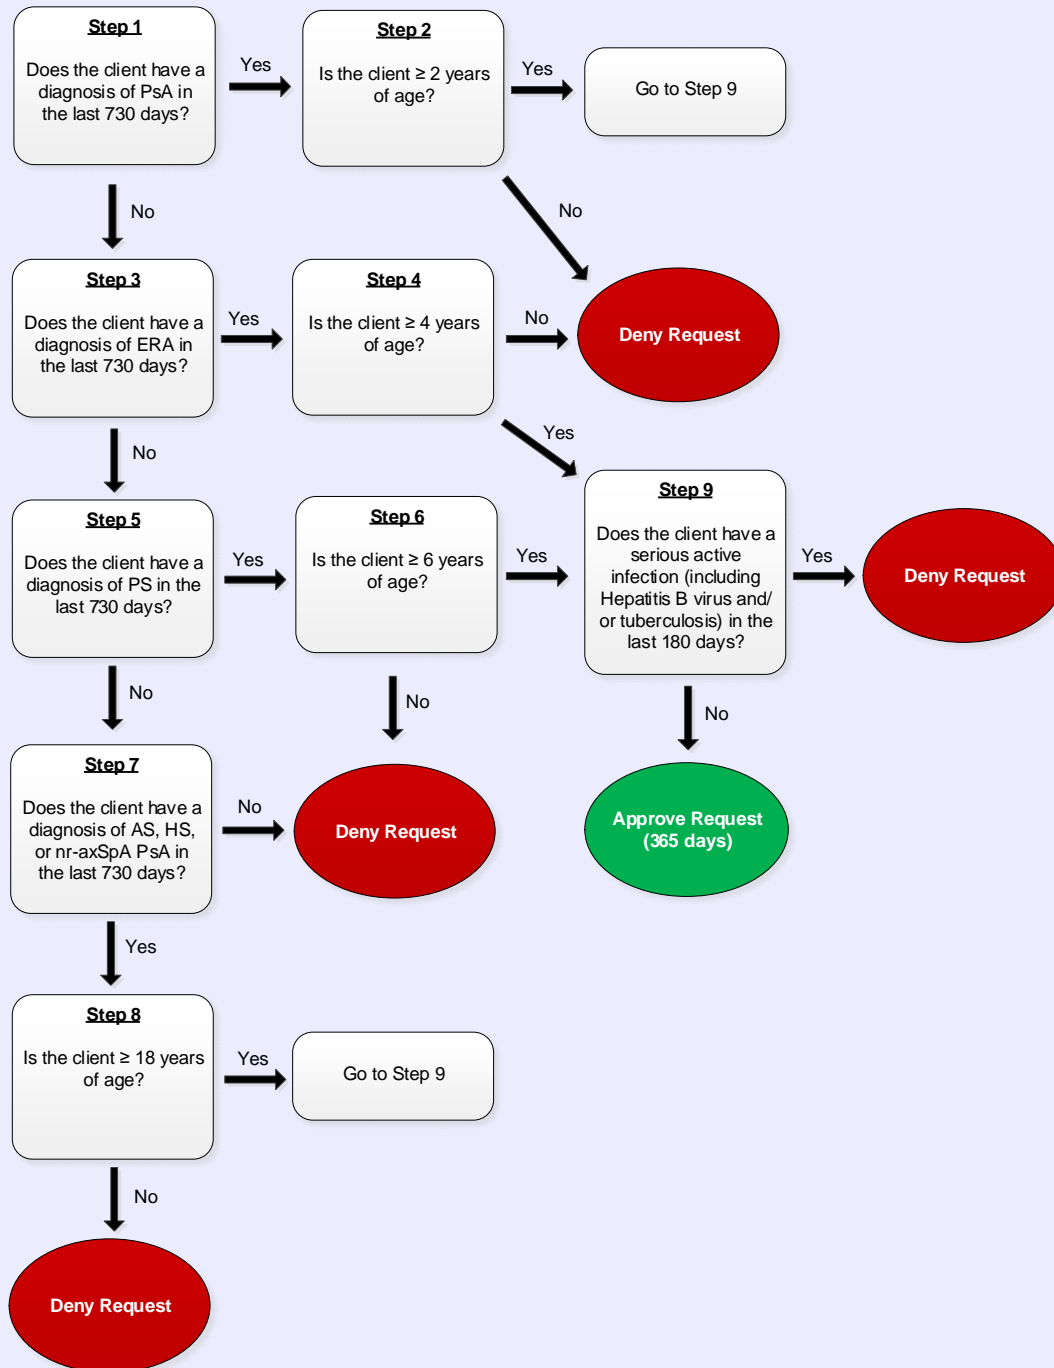 Step 1
Does the client have a
diagnosis of PsA in
the last 730 days?
Yes
Step 2
Is the client ≥ 2 years
of age?
Yes
Go to Step 9
No
No
Step 3
Does the client have a
diagnosis of ERA in
the last 730 days?
Yes
Step 4
Is the client ≥ 4 years
of age?
No
Deny Request
No
Yes
Step 5
Does the client have a
diagnosis of PS in the
last 730 days?
Yes
Step 6
Is the client ≥ 6 years
of age?
Yes
Step 9
Does the client have a
serious active
infection (including
Hepatitis B virus and/
or tuberculosis) in the
last 180 days?
Yes
Deny Request
No
No
No
Step 7
Does the client have a
diagnosis of AS, HS,
or nr-axSpA PsA in
the last 730 days?
No
Deny Request
Approve Request
(365 days)
Yes
Step 8
Is the client ≥ 18 years
of age?
Yes
Go to Step 9
No
Deny Request